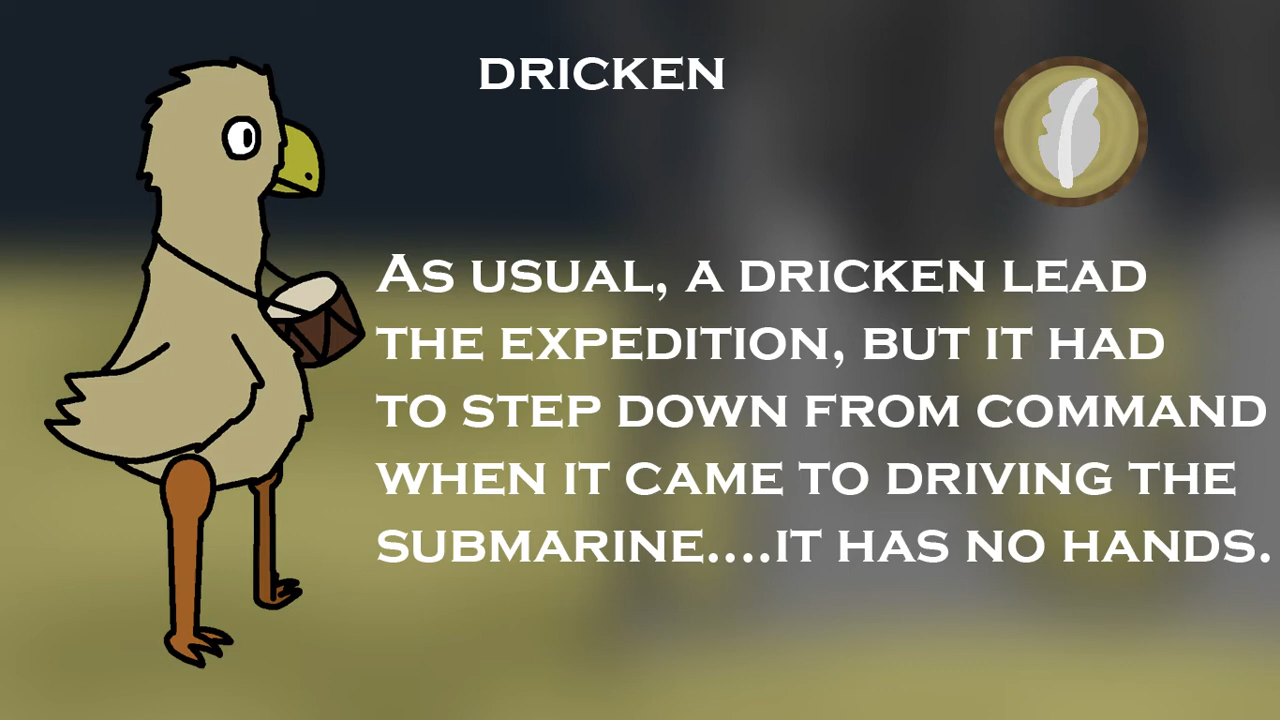 DRICKEN
As usual, a dricken lead
the expedition, but it had
to step down from command
when it came to driving the
submarine....it has no hands.